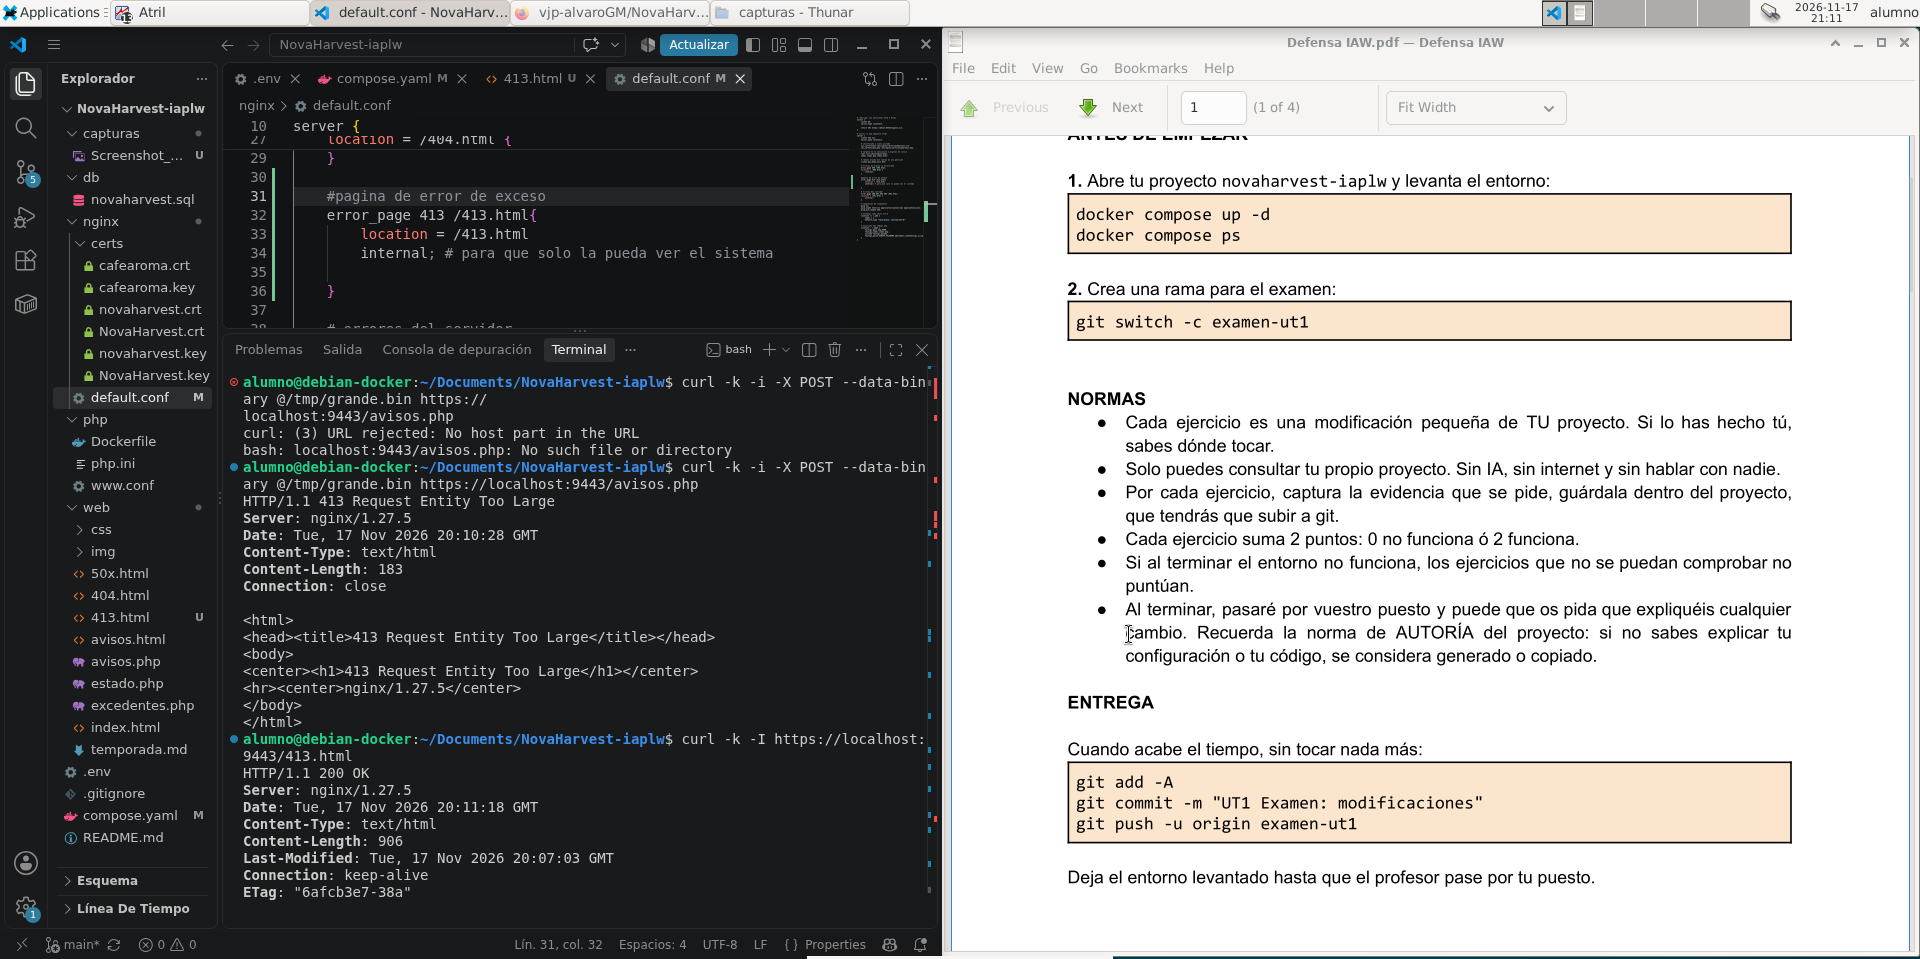 Applications
Atril
default.conf - NovaHarv...
vjp-alvaroGM/NovaHarv...
capturas - Thunar
2026-11-17
21:11
alumno
NovaHarvest-iaplw
Actualizar
Explorador
NovaHarvest-iaplw
capturas
Screenshot_... U
db
novaharvest.sql
nginx
certs
cafearoma.crt
cafearoma.key
novaharvest.crt
NovaHarvest.crt
novaharvest.key
NovaHarvest.key
default.conf M
php
Dockerfile
php.ini
www.conf
web
css
img
50x.html
404.html
413.html U
avisos.html
avisos.php
estado.php
excedentes.php
index.html
temporada.md
.env
.gitignore
compose.yaml M
README.md
Esquema
Línea De Tiempo
5
1
.env
compose.yaml M
413.html U
default.conf M
nginx > default.conf
10 server {
27 location = /404.html {
29 }
30
31 #pagina de error de exceso
32 error_page 413 /413.html{
33 location = /413.html
34 internal; # para que solo la pueda ver el sistema
35
36 }
37
38 # errores del servidor
Problemas
Salida
Consola de depuración
Terminal
bash
alumno@debian-docker:~/Documents/NovaHarvest-iaplw$ curl -k -i -X POST --data-bin
ary @/tmp/grande.bin https://
localhost:9443/avisos.php
curl: (3) URL rejected: No host part in the URL
bash: localhost:9443/avisos.php: No such file or directory
alumno@debian-docker:~/Documents/NovaHarvest-iaplw$ curl -k -i -X POST --data-bin
ary @/tmp/grande.bin https://localhost:9443/avisos.php
HTTP/1.1 413 Request Entity Too Large
Server: nginx/1.27.5
Date: Tue, 17 Nov 2026 20:10:28 GMT
Content-Type: text/html
Content-Length: 183
Connection: close
<html>
<head><title>413 Request Entity Too Large</title></head>
<body>
<center><h1>413 Request Entity Too Large</h1></center>
<hr><center>nginx/1.27.5</center>
</body>
</html>
alumno@debian-docker:~/Documents/NovaHarvest-iaplw$ curl -k -I https://localhost:
9443/413.html
HTTP/1.1 200 OK
Server: nginx/1.27.5
Date: Tue, 17 Nov 2026 20:11:18 GMT
Content-Type: text/html
Content-Length: 906
Last-Modified: Tue, 17 Nov 2026 20:07:03 GMT
Connection: keep-alive
ETag: "6afcb3e7-38a"
main*
0
0
Lín. 31, col. 32
Espacios: 4
UTF-8
LF
{ } Properties
Defensa IAW.pdf — Defensa IAW
File Edit View Go Bookmarks Help
Previous
Next
1
(1 of 4)
Fit Width
ANTES DE EMPEZAR
1. Abre tu proyecto novaharvest-iaplw y levanta el entorno:
docker compose up -d
docker compose ps
2. Crea una rama para el examen:
git switch -c examen-ut1
NORMAS
● Cada ejercicio es una modificación pequeña de TU proyecto. Si lo has hecho tú,
sabes dónde tocar.
● Solo puedes consultar tu propio proyecto. Sin IA, sin internet y sin hablar con nadie.
● Por cada ejercicio, captura la evidencia que se pide, guárdala dentro del proyecto,
que tendrás que subir a git.
● Cada ejercicio suma 2 puntos: 0 no funciona ó 2 funciona.
● Si al terminar el entorno no funciona, los ejercicios que no se puedan comprobar no
puntúan.
● Al terminar, pasaré por vuestro puesto y puede que os pida que expliquéis cualquier
cambio. Recuerda la norma de AUTORÍA del proyecto: si no sabes explicar tu
configuración o tu código, se considera generado o copiado.
ENTREGA
Cuando acabe el tiempo, sin tocar nada más:
git add -A
git commit -m "UT1 Examen: modificaciones"
git push -u origin examen-ut1
Deja el entorno levantado hasta que el profesor pase por tu puesto.